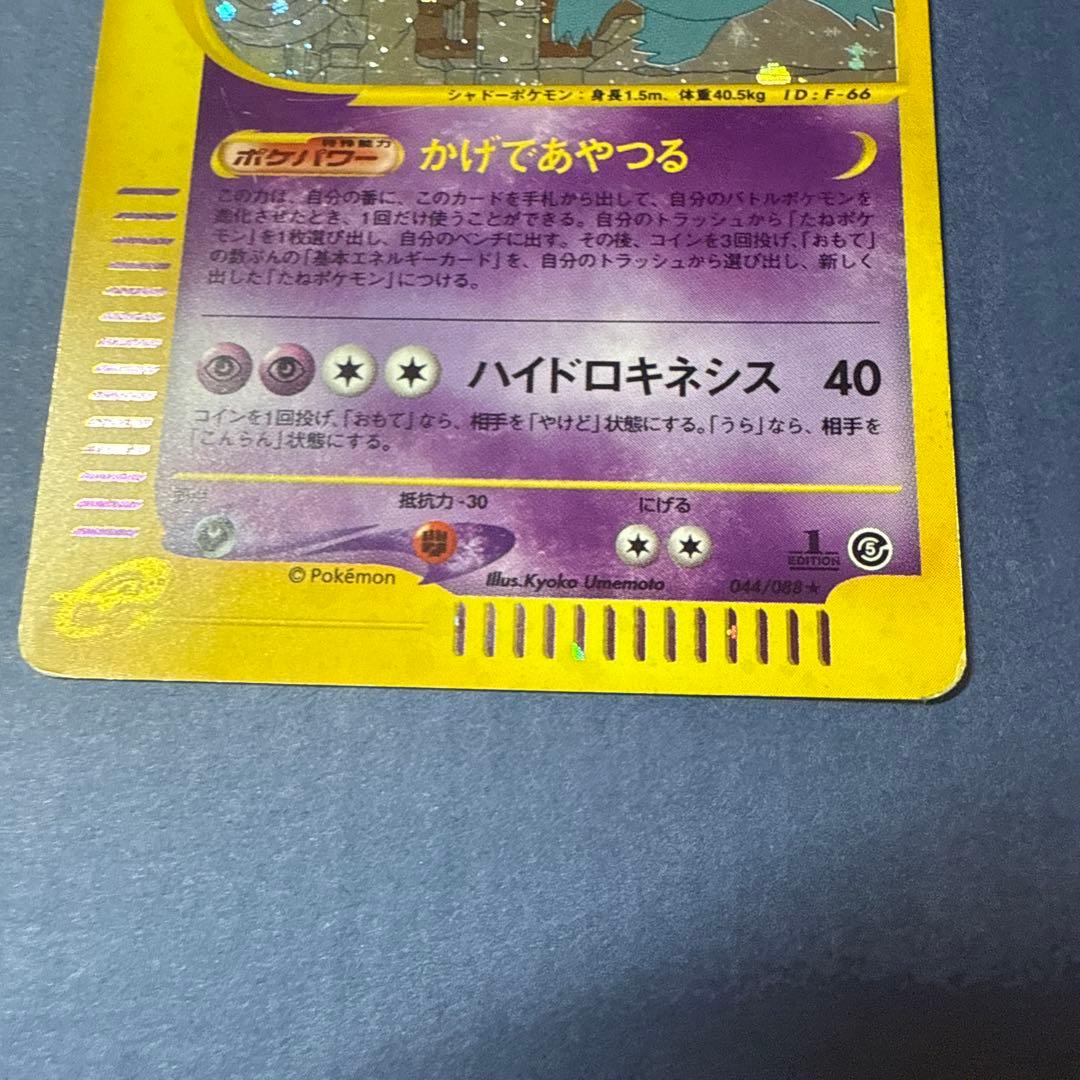 シャドーポケモン：身長1.5m、体重40.5kg ID：F-66
特殊能力
ポケパワー かげであやつる
この力は、自分の番に、このカードを手札から出して、自分のバトルポケモンを
進化させたとき、1回だけ使うことができる。自分のトラッシュから「たねポケ
モン」を1枚選び出し、自分のベンチに出す。その後、コインを3回投げ、「おもて」
の数ぶんの「基本エネルギーカード」を、自分のトラッシュから選び出し、新しく
出した「たねポケモン」につける。
ハイドロキネシス 40
コインを1回投げ、「おもて」なら、相手を「やけど」状態にする。「うら」なら、相手を
「こんらん」状態にする。
弱点 抵抗力 -30 にげる
1 EDITION 5
© Pokémon Illus.Kyoko Umemoto 044/088★